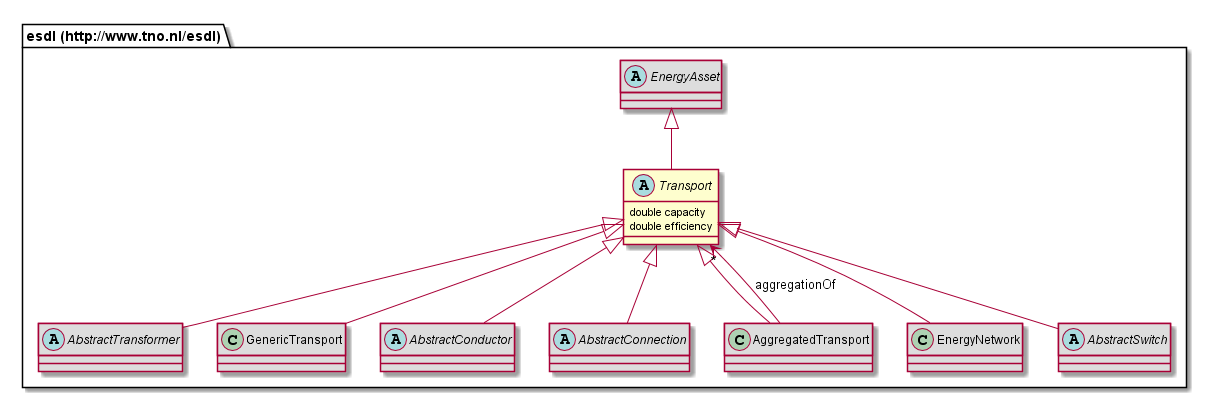 esdl (http://www.tno.nl/esdl)
A EnergyAsset
A Transport
double capacity
double efficiency
*
aggregationOf
A AbstractTransformer
C GenericTransport
A AbstractConductor
A AbstractConnection
C AggregatedTransport
C EnergyNetwork
A AbstractSwitch